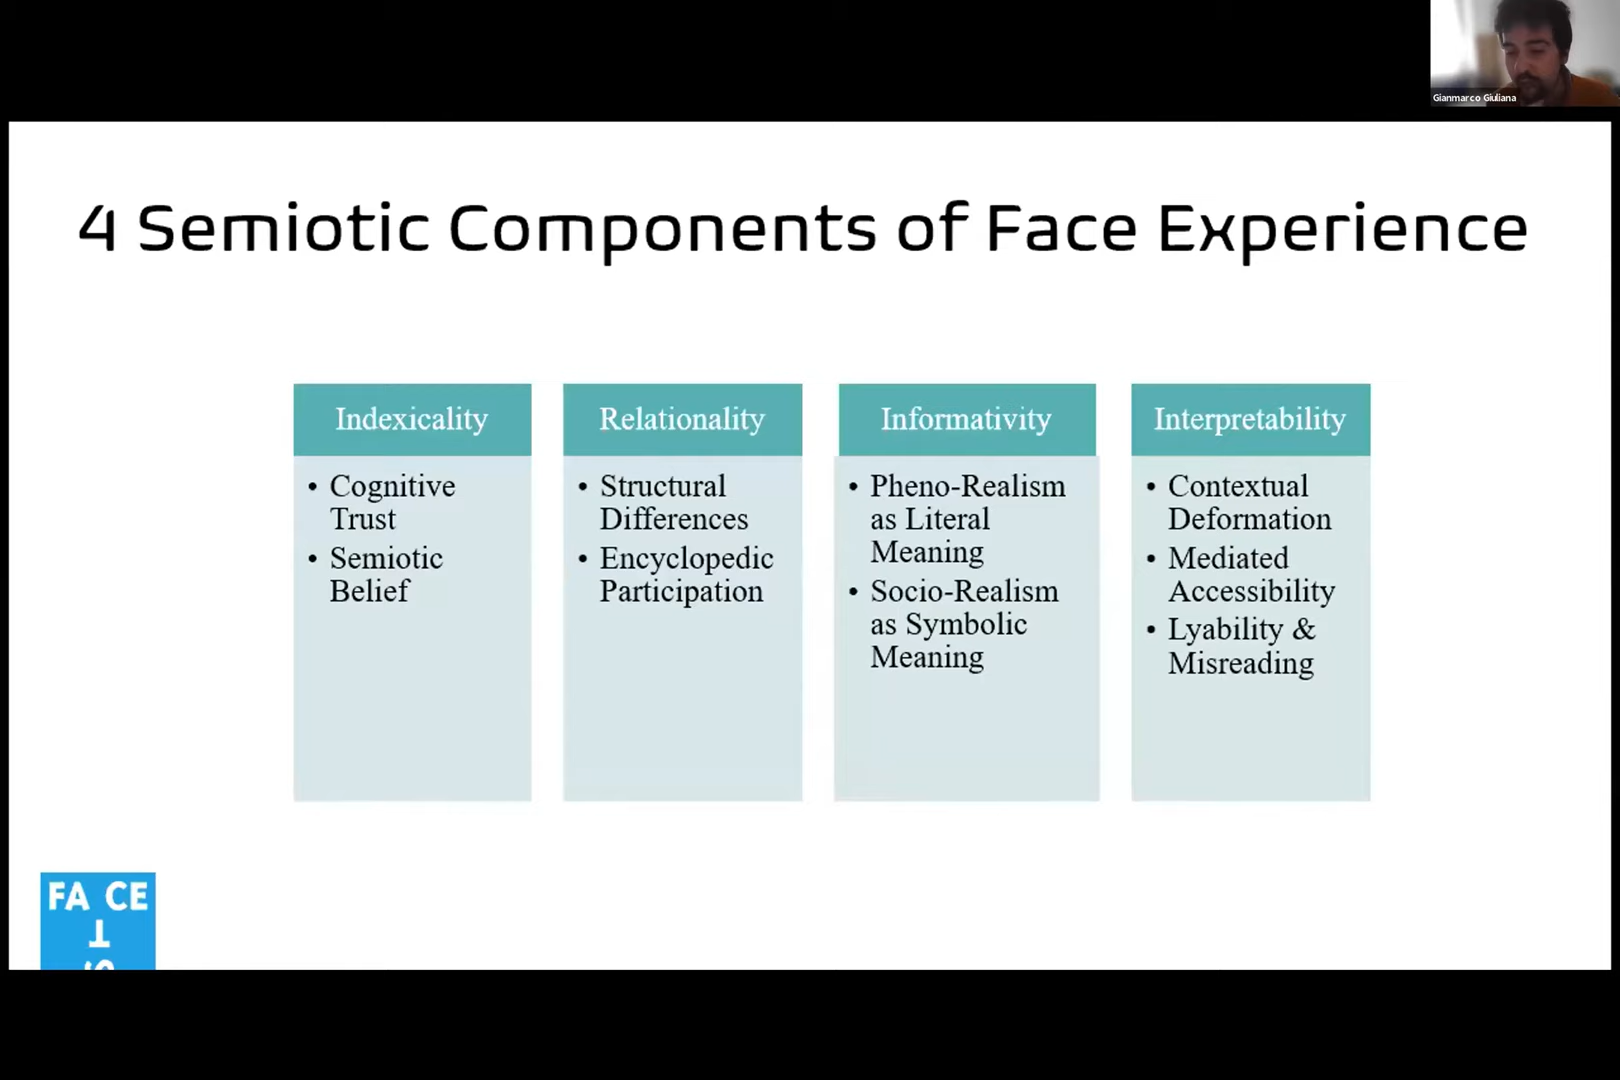 Gianmarco Giuliana
4 Semiotic Components of Face Experience
Indexicality
• Cognitive
Trust
• Semiotic
Belief
Relationality
• Structural
Differences
• Encyclopedic
Participation
Informativity
• Pheno-Realism
as Literal
Meaning
• Socio-Realism
as Symbolic
Meaning
Interpretability
• Contextual
Deformation
• Mediated
Accessibility
• Lyability &
Misreading
FA CE
T
S